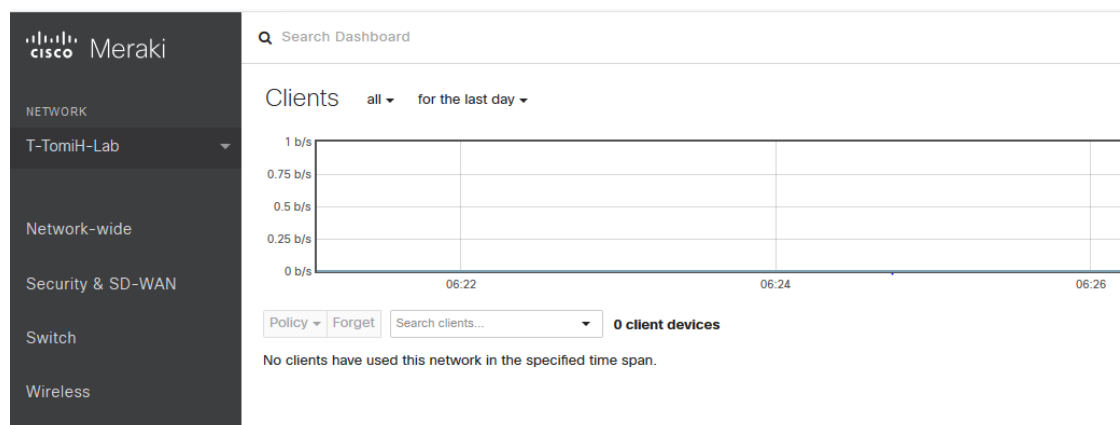 cisco Meraki
Search Dashboard
NETWORK
T-TomiH-Lab
Network-wide
Security & SD-WAN
Switch
Wireless
Clients all for the last day
1 b/s
0.75 b/s
0.5 b/s
0.25 b/s
0 b/s
06:22 06:24 06:26
Policy Forget Search clients... 0 client devices
No clients have used this network in the specified time span.